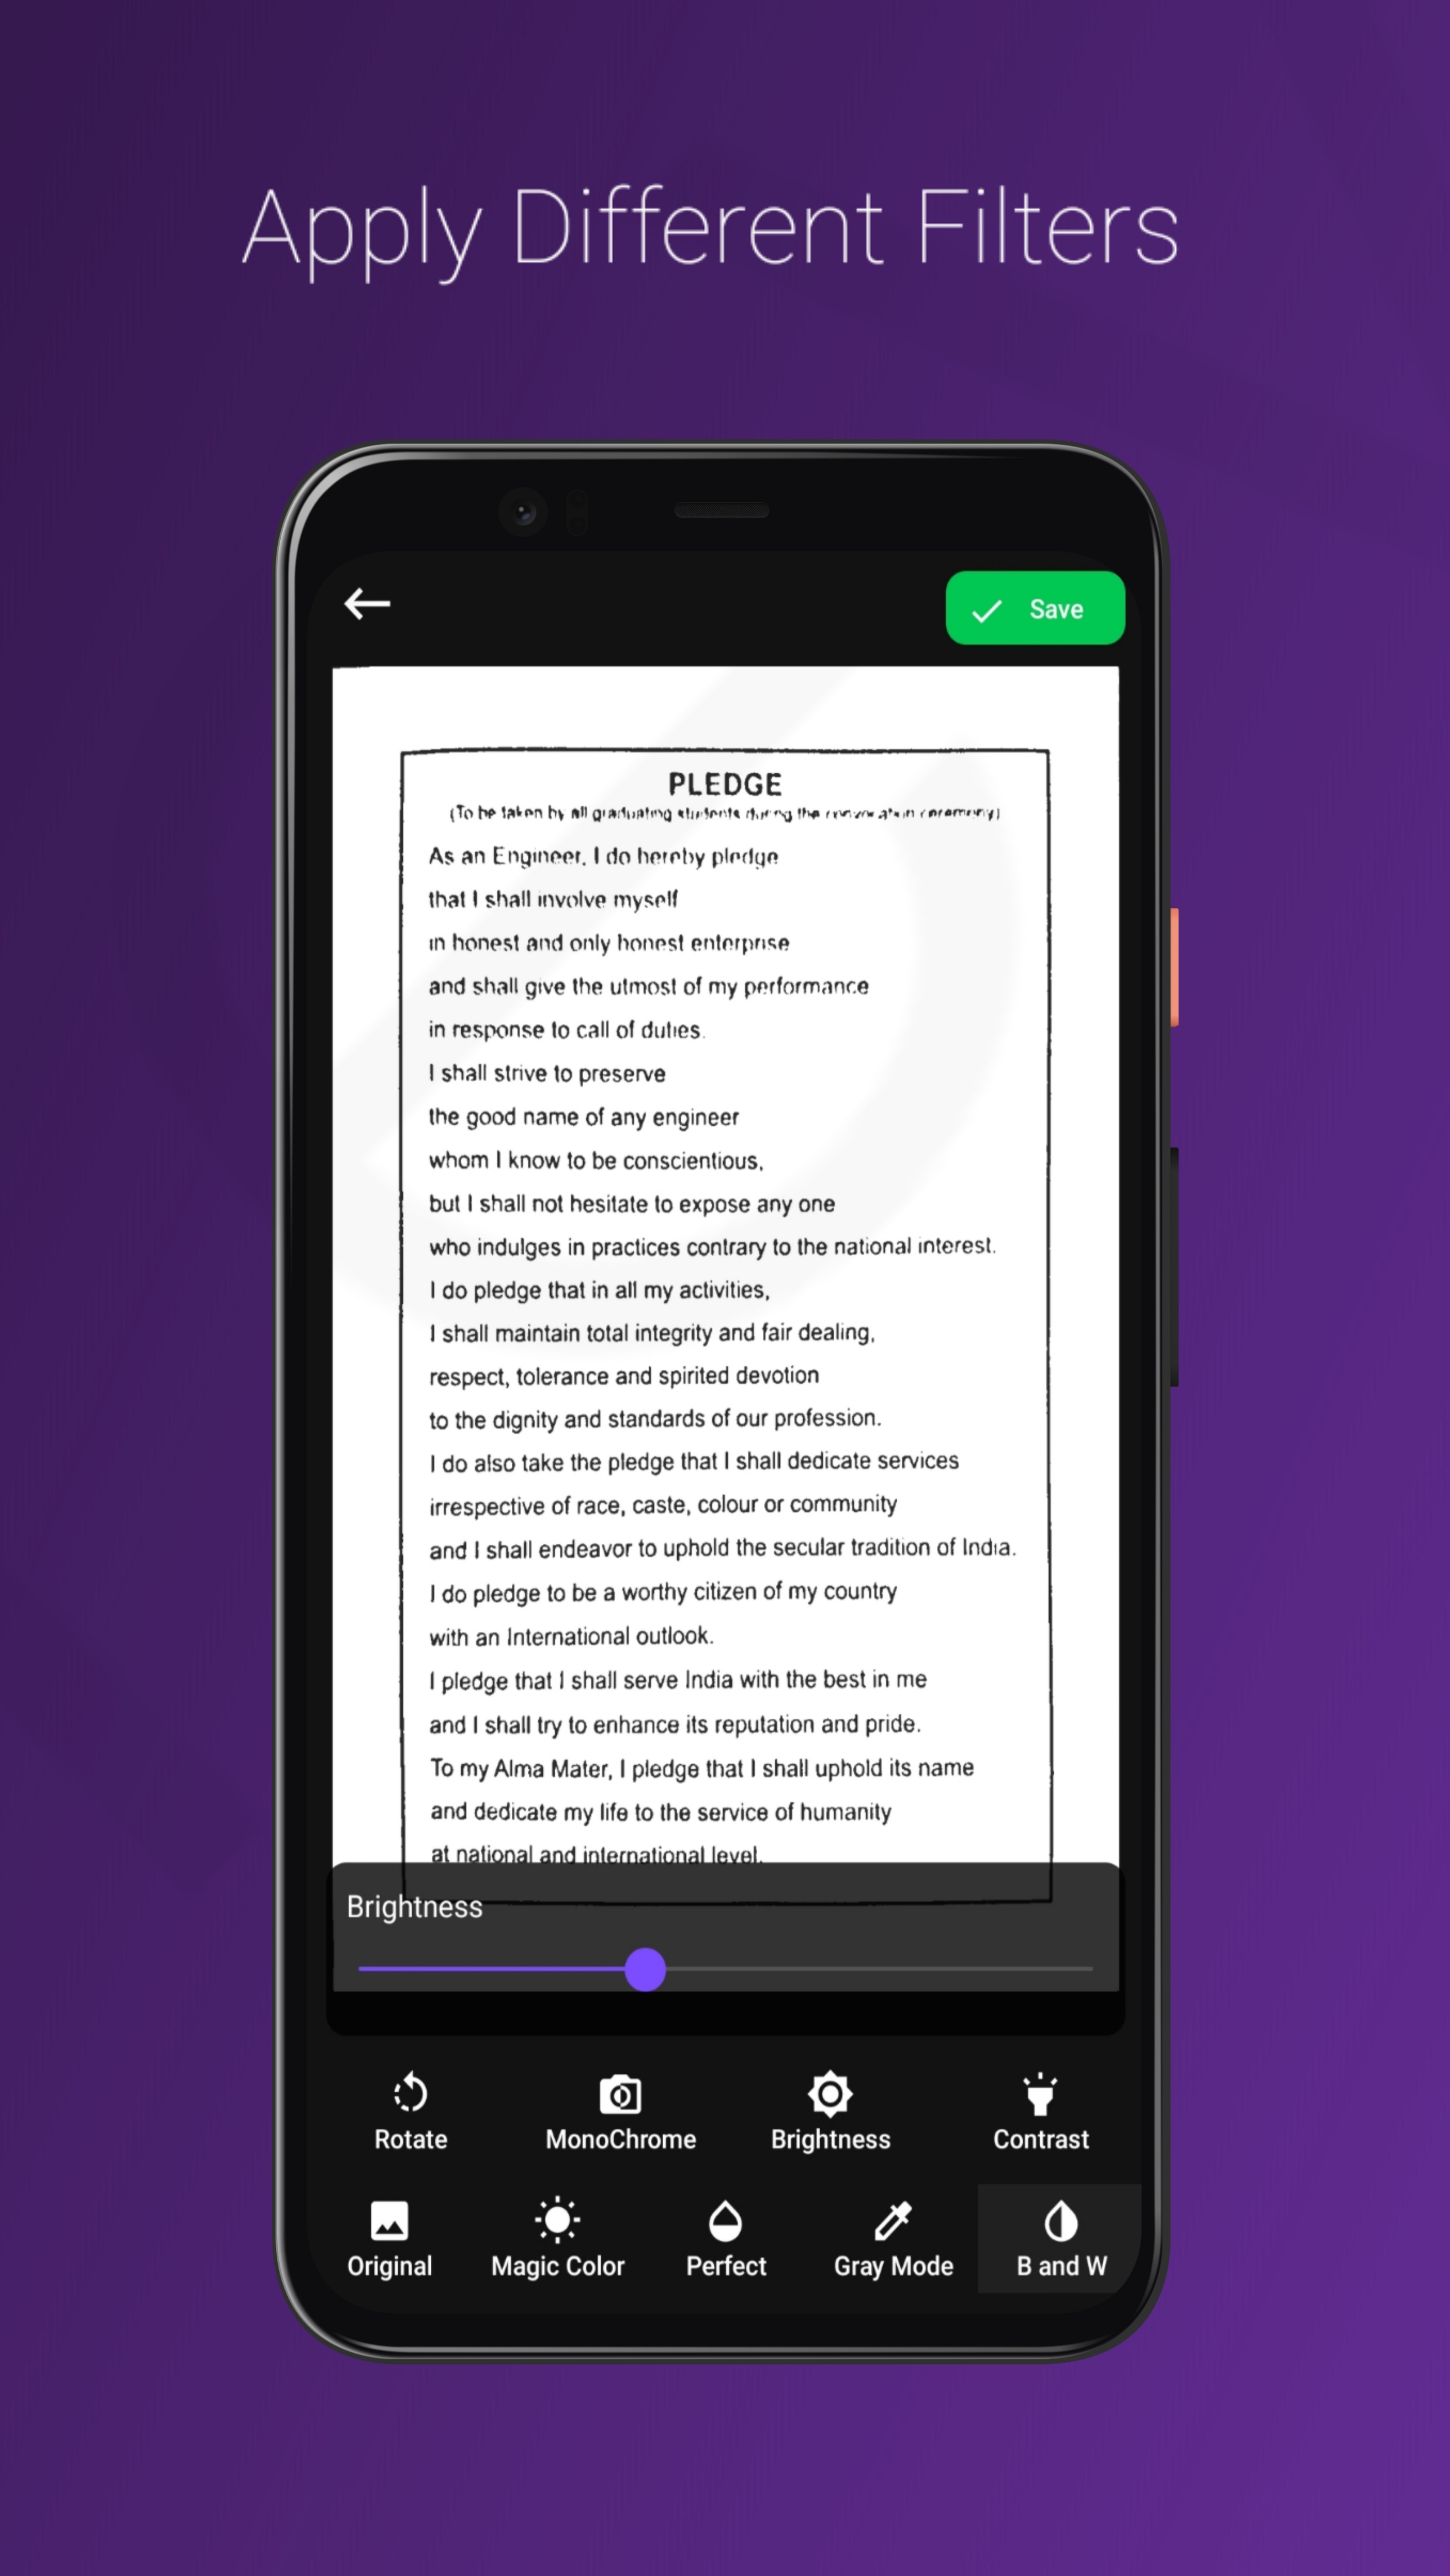 Apply Different Filters
Save
PLEDGE
(To be taken by all graduating students during the convocation ceremony)
As an Engineer, I do hereby pledge
that I shall involve myself
in honest and only honest enterprise
and shall give the utmost of my performance
in response to call of duties.
I shall strive to preserve
the good name of any engineer
whom I know to be conscientious,
but I shall not hesitate to expose any one
who indulges in practices contrary to the national interest.
I do pledge that in all my activities,
I shall maintain total integrity and fair dealing,
respect, tolerance and spirited devotion
to the dignity and standards of our profession.
I do also take the pledge that I shall dedicate services
irrespective of race, caste, colour or community
and I shall endeavor to uphold the secular tradition of India.
I do pledge to be a worthy citizen of my country
with an International outlook.
I pledge that I shall serve India with the best in me
and I shall try to enhance its reputation and pride.
To my Alma Mater, I pledge that I shall uphold its name
and dedicate my life to the service of humanity
at national and international level.
Brightness
Rotate MonoChrome Brightness Contrast
Original Magic Color Perfect Gray Mode B and W